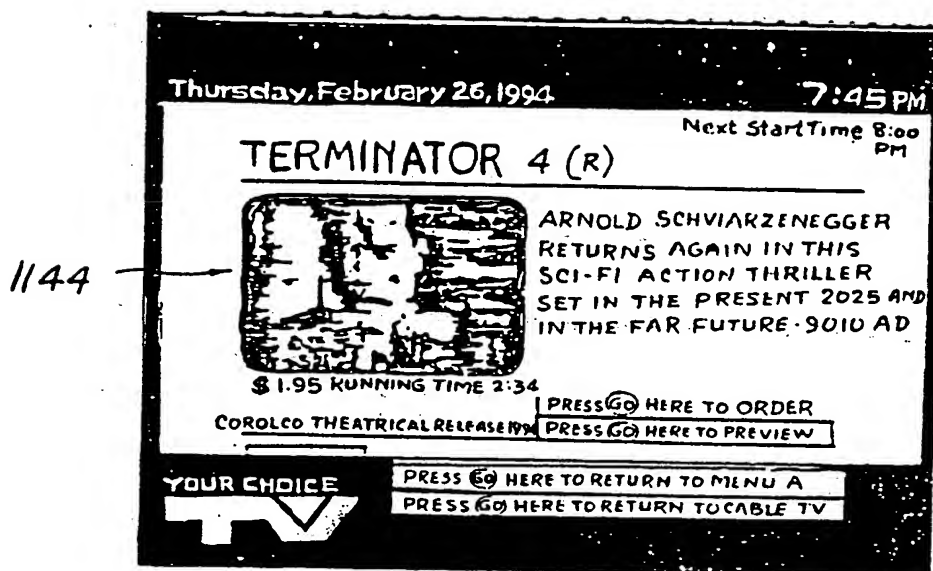 Thursday, February 26, 1994 7:45 PM
Next Start Time 8:00
PM
TERMINATOR 4 (R)
1144
ARNOLD SCHVIARZENEGGER
RETURNS AGAIN IN THIS
SCI-FI ACTION THRILLER
SET IN THE PRESENT 2025 AND
IN THE FAR FUTURE · 9010 AD
$ 1.95 RUNNING TIME 2:34
PRESS GO HERE TO ORDER
COROLCO THEATRICAL RELEASE 1994
PRESS GO HERE TO PREVIEW
YOUR CHOICE
TV
PRESS GO HERE TO RETURN TO MENU A
PRESS GO HERE TO RETURN TO CABLE TV